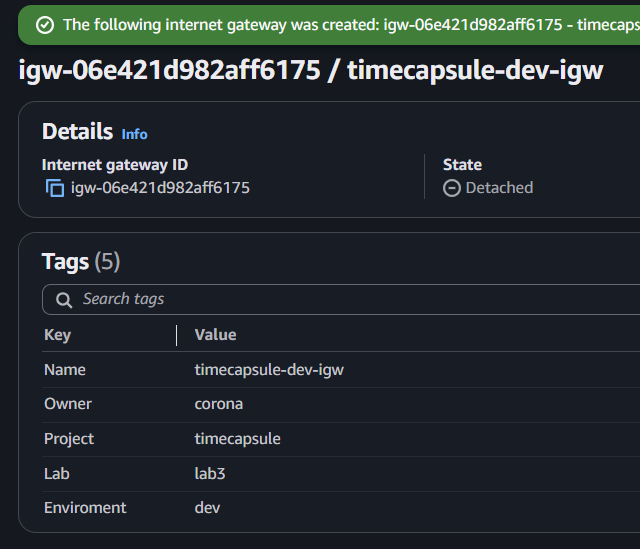 The following internet gateway was created: igw-06e421d982aff6175 - timecaps
igw-06e421d982aff6175 / timecapsule-dev-igw
Details Info
Internet gateway ID
igw-06e421d982aff6175
State
Detached
Tags (5)
Search tags
Key Value
Name timecapsule-dev-igw
Owner corona
Project timecapsule
Lab lab3
Enviroment dev